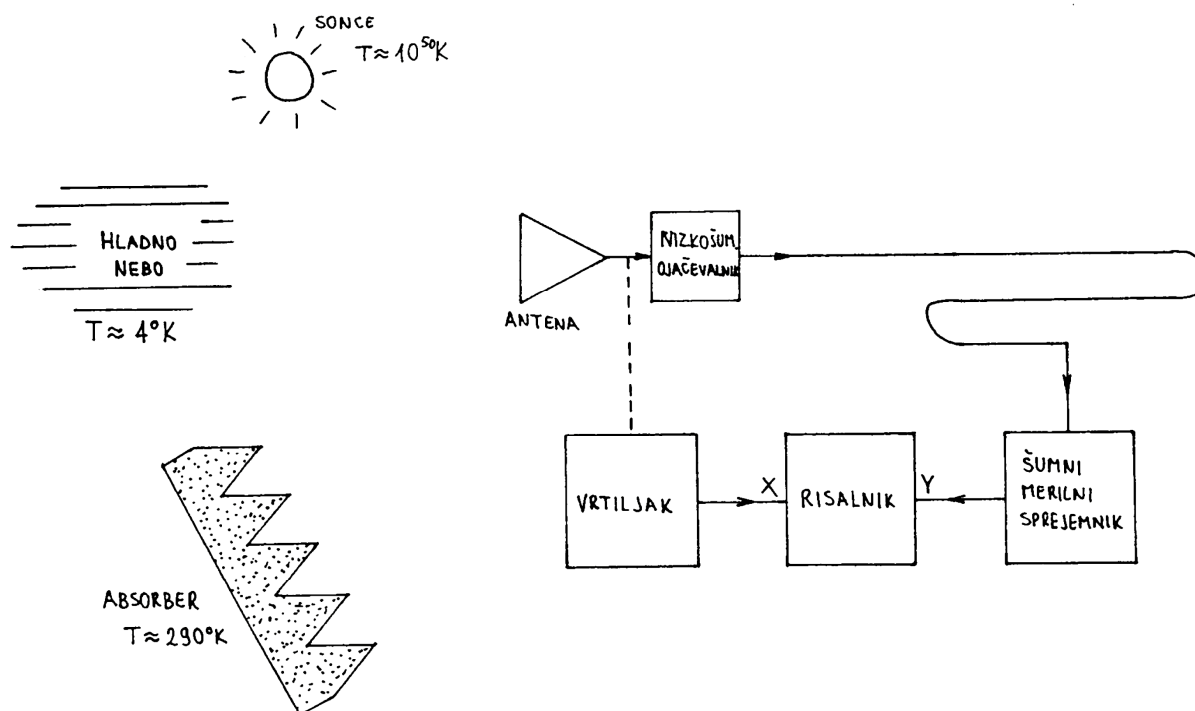 SONCE
T≈10⁵°K
HLADNO
NEBO
T≈4°K
ANTENA
NIZKOŠUM.
OJAČEVALNIK
VRTILJAK
X
RISALNIK
Y
ŠUMNI
MERILNI
SPREJEMNIK
ABSORBER
T≈290°K